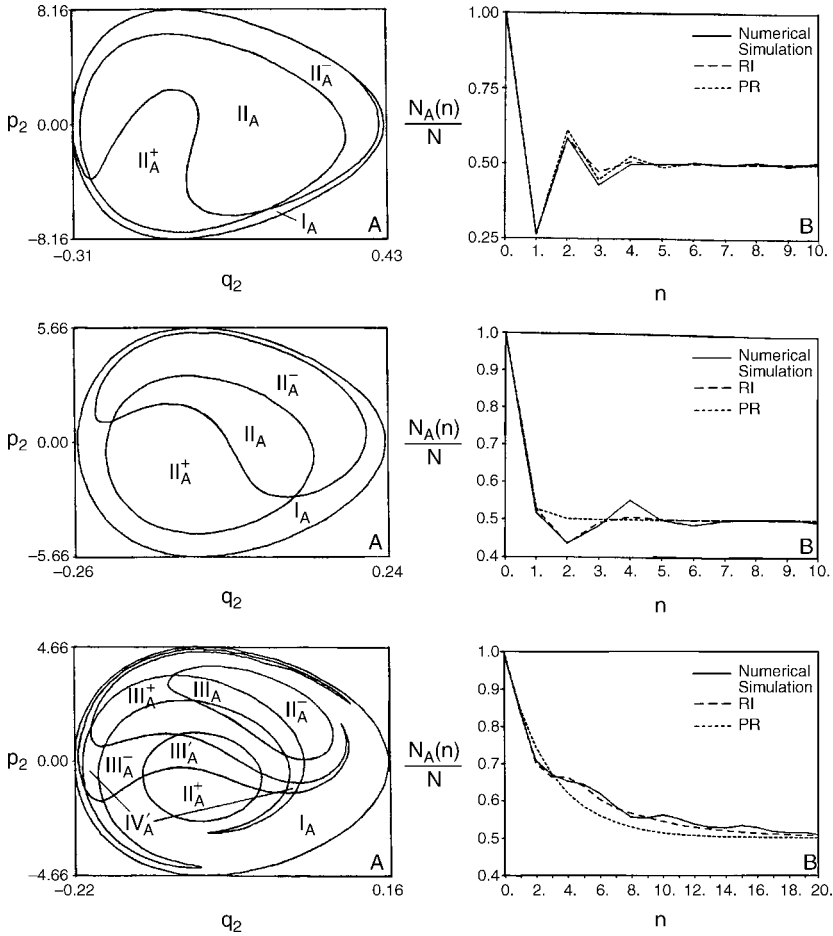 8.16
p2 0.00
−8.16
−0.31
0.43
q2
II_A^−
II_A
II_A^+
I_A
A
1.00
0.75
N_A(n)
N
0.50
0.25
Numerical
Simulation
RI
PR
B
0. 1. 2. 3. 4. 5. 6. 7. 8. 9. 10.
n
5.66
p2 0.00
−5.66
−0.26
0.24
q2
II_A^−
II_A
II_A^+
I_A
A
1.0
0.9
0.8
0.7
N_A(n)
N
0.6
0.5
0.4
Numerical
Simulation
RI
PR
B
0. 1. 2. 3. 4. 5. 6. 7. 8. 9. 10.
n
4.66
p2 0.00
−4.66
−0.22
0.16
q2
III_A^+
III_A
II_A^−
III_A^−
III_A′
II_A^+
IV_A′
I_A
A
1.0
0.9
0.8
0.7
N_A(n)
N
0.6
0.5
0.4
Numerical
Simulation
RI
PR
B
0. 2. 4. 6. 8. 10. 12. 14. 16. 18. 20.
n